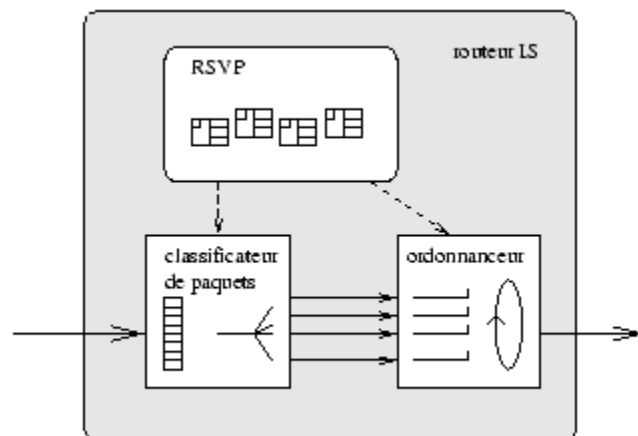 RSVP
routeur IS
classificateur
de paquets
ordonnanceur